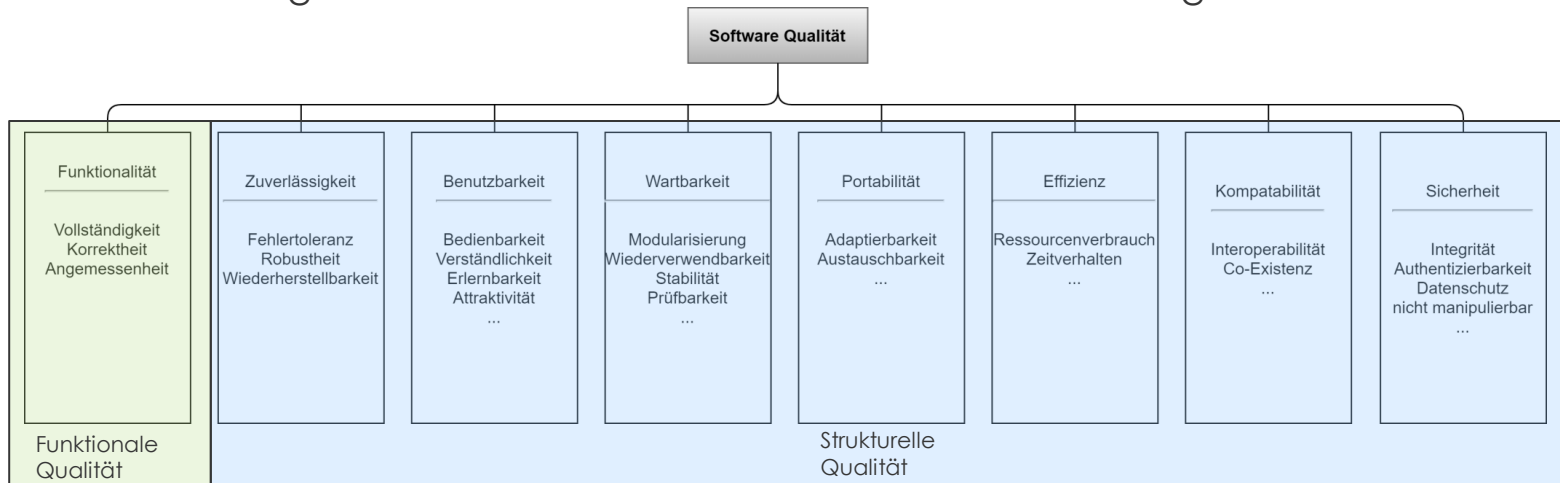 Software Qualität
Funktionalität
Vollständigkeit
Korrektheit
Angemessenheit
Zuverlässigkeit
Fehlertoleranz
Robustheit
Wiederherstellbarkeit
Benutzbarkeit
Bedienbarkeit
Verständlichkeit
Erlernbarkeit
Attraktivität
...
Wartbarkeit
Modularisierung
Wiederverwendbarkeit
Stabilität
Prüfbarkeit
...
Portabilität
Adaptierbarkeit
Austauschbarkeit
...
Effizienz
Ressourcenverbrauch
Zeitverhalten
...
Kompatabilität
Interoperabilität
Co-Existenz
...
Sicherheit
Integrität
Authentizierbarkeit
Datenschutz
nicht manipulierbar
...
Funktionale
Qualität
Strukturelle
Qualität